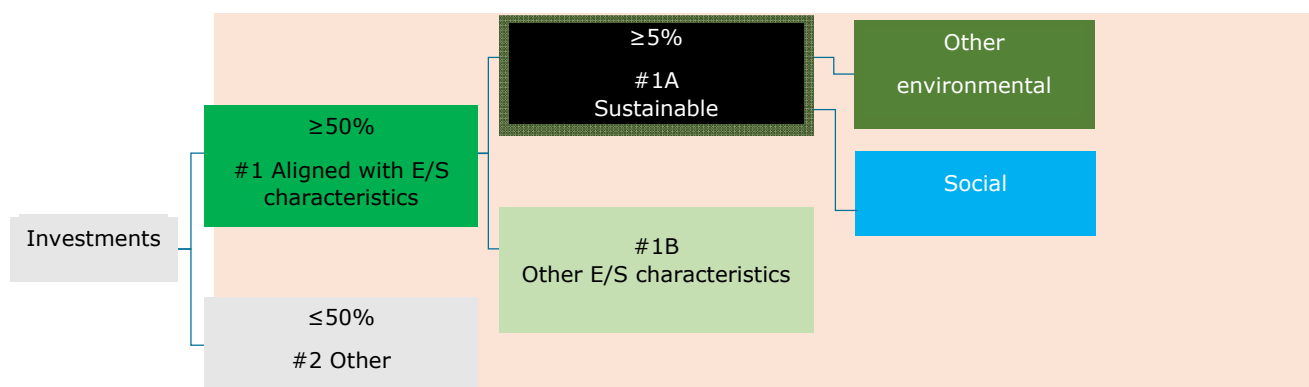 Investments
≥50%
#1 Aligned with E/S
characteristics
≤50%
#2 Other
≥5%
#1A
Sustainable
#1B
Other E/S characteristics
Other
environmental
Social